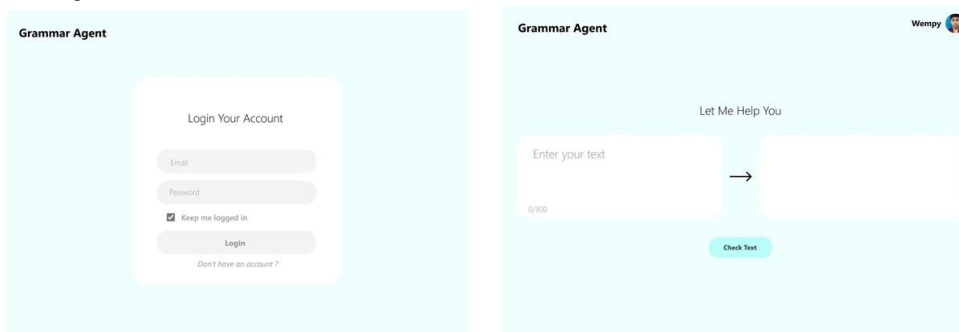 Grammar Agent
Login Your Account
Email
Password
Keep me logged in
Login
Don't have an account ?
Grammar Agent
Wempy
Let Me Help You
Enter your text
0/300
Check Text